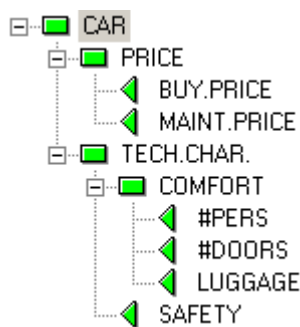 CAR
PRICE
BUY.PRICE
MAINT.PRICE
TECH.CHAR.
COMFORT
#PERS
#DOORS
LUGGAGE
SAFETY